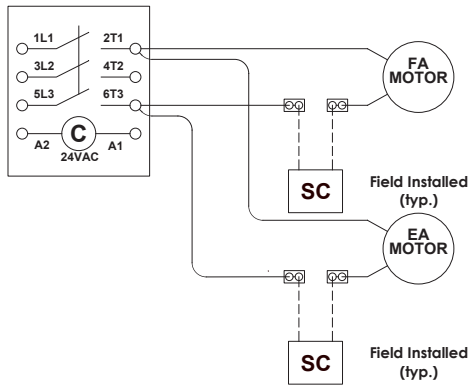 1L1 2T1
3L2 4T2
5L3 6T3
C
A2 A1
24VAC
FA
MOTOR
SC
Field Installed
(typ.)
EA
MOTOR
SC
Field Installed
(typ.)